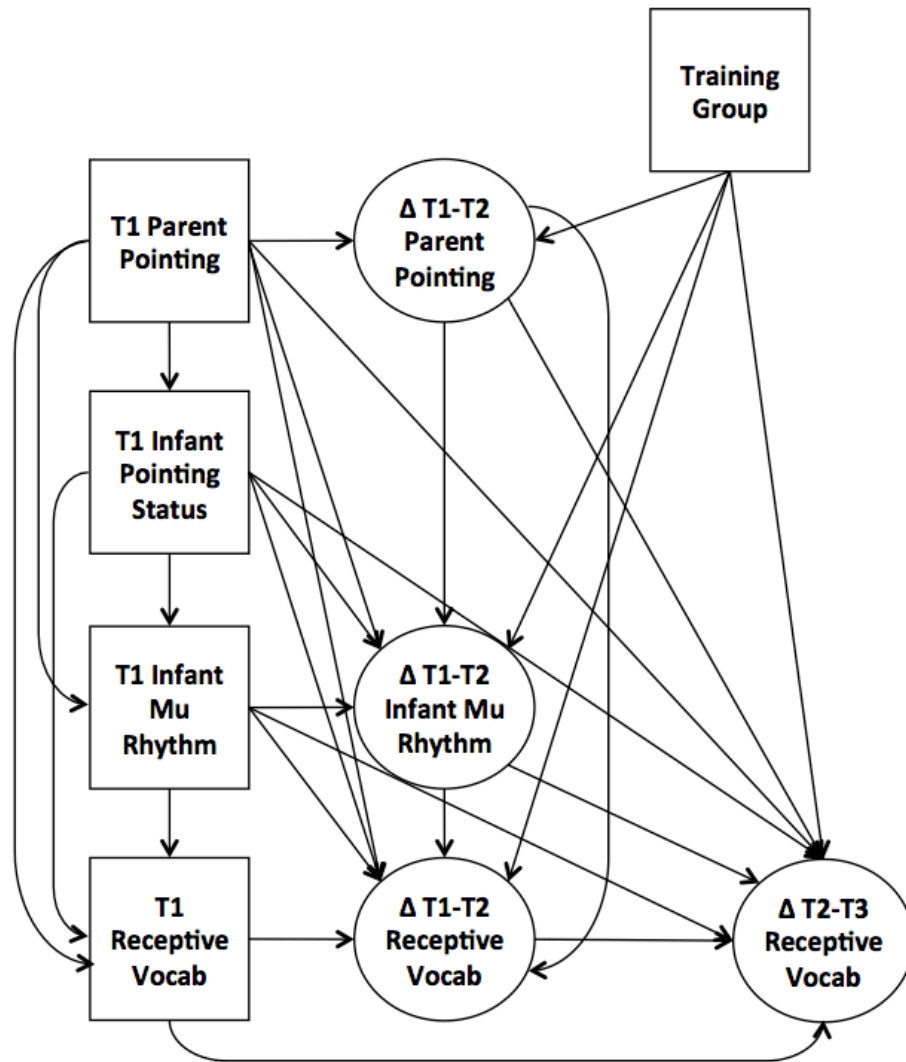 Training
Group
T1 Parent
Pointing
Δ T1-T2
Parent
Pointing
T1 Infant
Pointing
Status
T1 Infant
Mu
Rhythm
Δ T1-T2
Infant Mu
Rhythm
T1
Receptive
Vocab
Δ T1-T2
Receptive
Vocab
Δ T2-T3
Receptive
Vocab